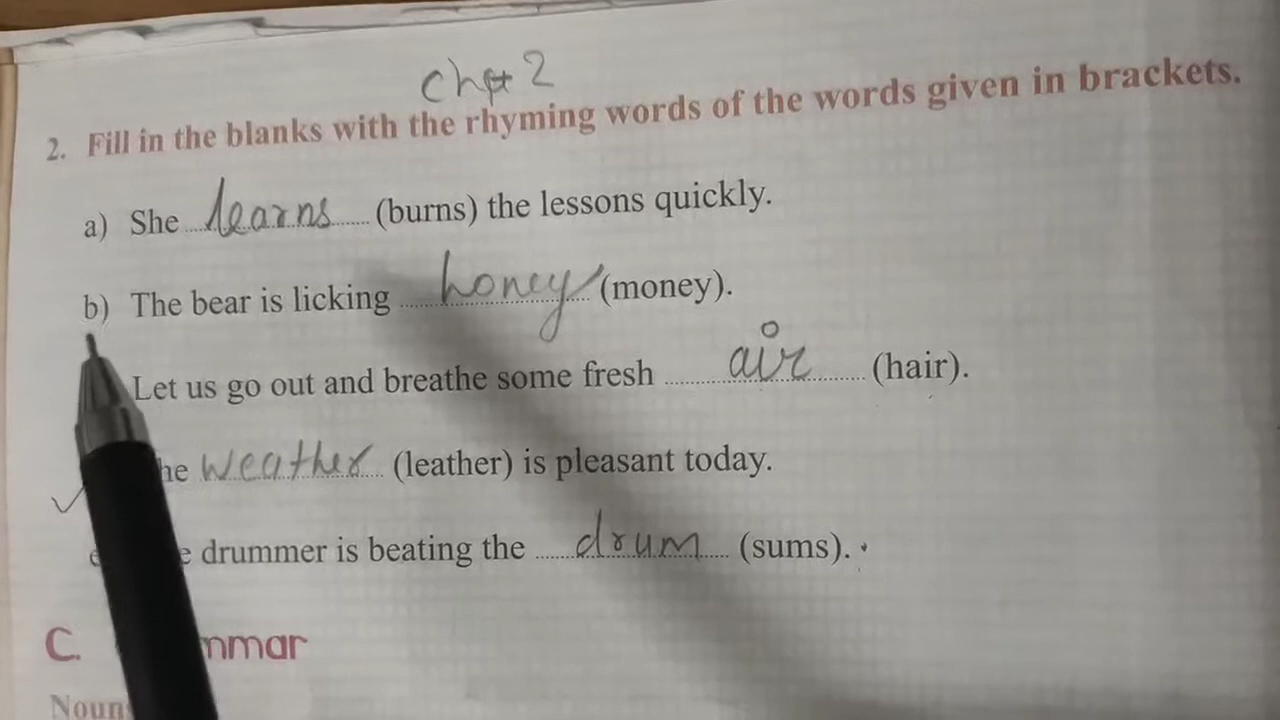 chpt 2
2. Fill in the blanks with the rhyming words of the words given in brackets.
a) She learns (burns) the lessons quickly.
b) The bear is licking honey (money).
Let us go out and breathe some fresh air (hair).
he weather (leather) is pleasant today.
e drummer is beating the drum (sums).
C. mmar
Noun